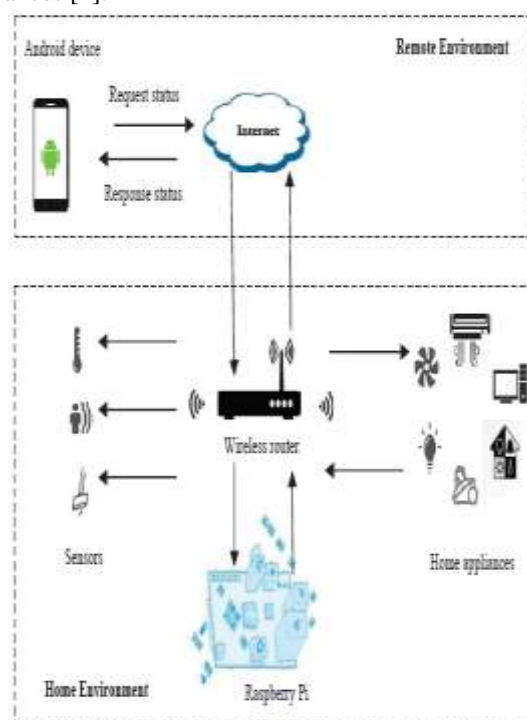 Android device
Remote Environment
Request status
Internet
Response status
Wireless router
Sensors
Home appliances
Home Environment
Raspberry Pi